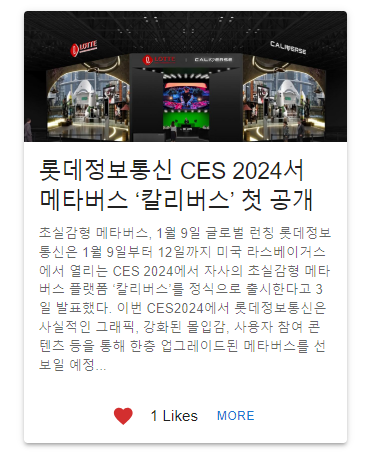 LOTTE
LOTTE
CALIVERSE
CALIVERSE
롯데정보통신 CES 2024서
메타버스 ‘칼리버스’ 첫 공개
초실감형 메타버스, 1월 9일 글로벌 런칭 롯데정보
통신은 1월 9일부터 12일까지 미국 라스베이거스
에서 열리는 CES 2024에서 자사의 초실감형 메타
버스 플랫폼 ‘칼리버스’를 정식으로 출시한다고 3
일 발표했다. 이번 CES2024에서 롯데정보통신은
사실적인 그래픽, 강화된 몰입감, 사용자 참여 콘
텐츠 등을 통해 한층 업그레이드된 메타버스를 선
보일 예정...
1 Likes MORE